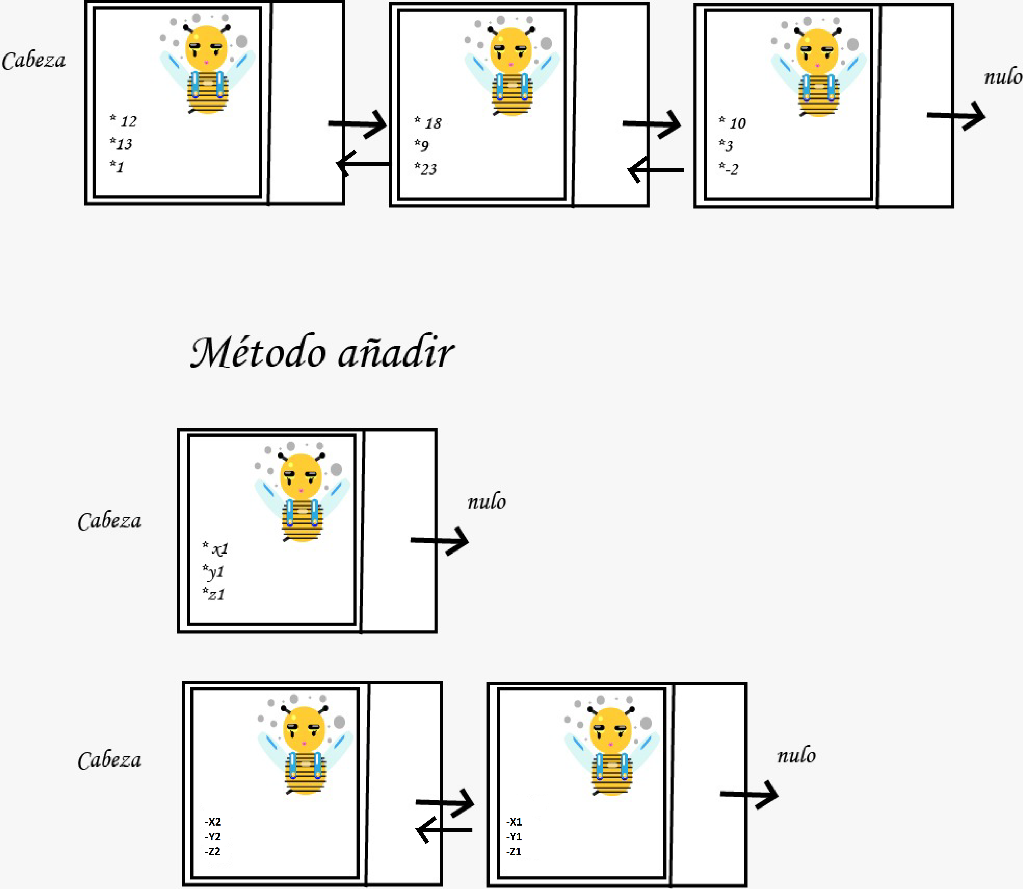 Cabeza
* 12
*13
*1
* 18
*9
*23
* 10
*3
*-2
nulo
Método añadir
Cabeza
* x1
*y1
*z1
nulo
Cabeza
-X2
-Y2
-Z2
-X1
-Y1
-Z1
nulo